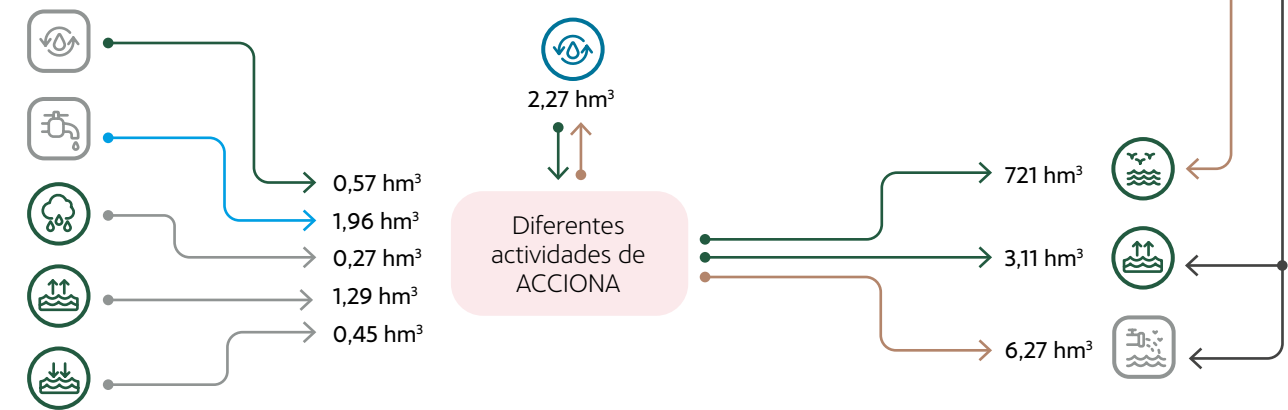 2,27 hm³
0,57 hm³
1,96 hm³
0,27 hm³
1,29 hm³
0,45 hm³
Diferentes
actividades de
ACCIONA
721 hm³
3,11 hm³
6,27 hm³